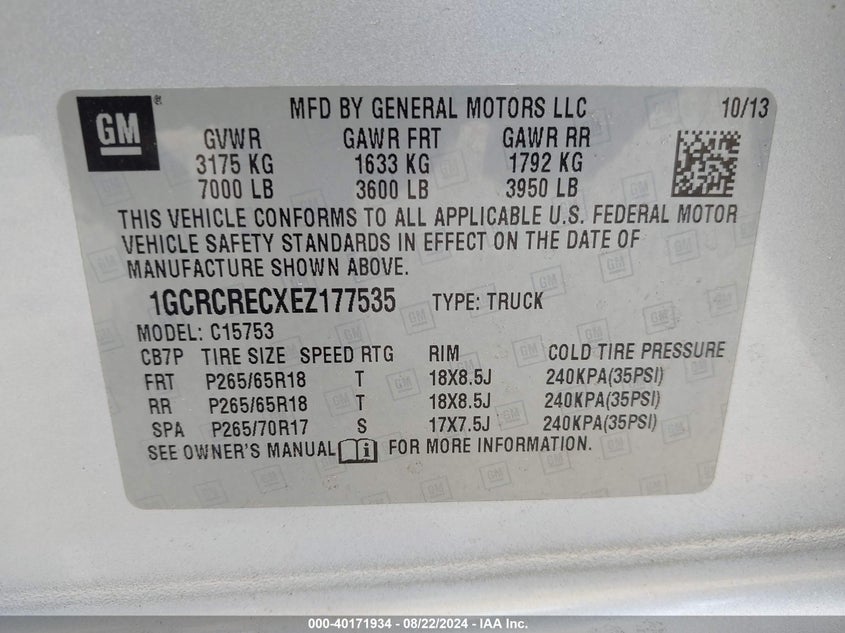 GM
MFD BY GENERAL MOTORS LLC 10/13
GVWR GAWR FRT GAWR RR
3175 KG 1633 KG 1792 KG
7000 LB 3600 LB 3950 LB
THIS VEHICLE CONFORMS TO ALL APPLICABLE U.S. FEDERAL MOTOR
VEHICLE SAFETY STANDARDS IN EFFECT ON THE DATE OF
MANUFACTURE SHOWN ABOVE.
1GCRCRECXEZ177535 TYPE: TRUCK
MODEL: C15753
CB7P TIRE SIZE SPEED RTG RIM COLD TIRE PRESSURE
FRT P265/65R18 T 18X8.5J 240KPA(35PSI)
RR P265/65R18 T 18X8.5J 240KPA(35PSI)
SPA P265/70R17 S 17X7.5J 240KPA(35PSI)
SEE OWNER'S MANUAL i FOR MORE INFORMATION.
000-40171934 - 08/22/2024 - IAA Inc.